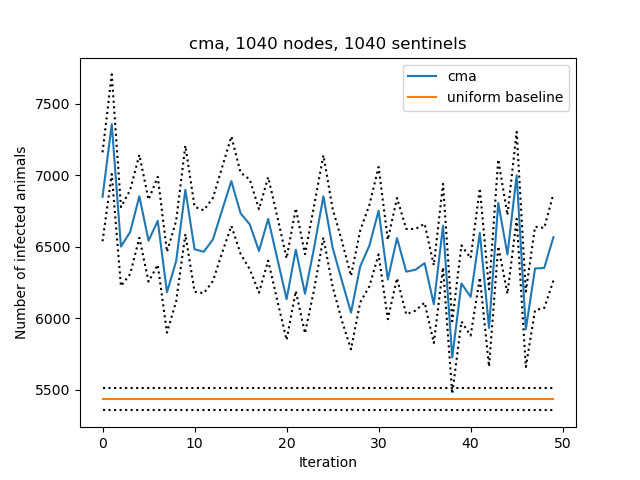 cma, 1040 nodes, 1040 sentinels
cma
uniform baseline
Number of infected animals
7500
7000
6500
6000
5500
0 10 20 30 40 50
Iteration